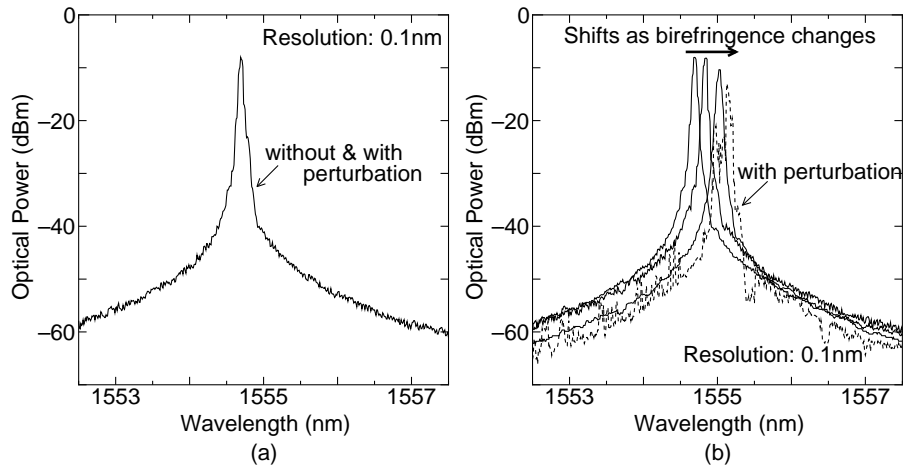 0
Resolution: 0.1nm
−20
without & with
perturbation
−40
−60
Optical Power (dBm)
1553
1555
1557
Wavelength (nm)
(a)
0
Shifts as birefringence changes
−20
with perturbation
−40
−60
Resolution: 0.1nm
Optical Power (dBm)
1553
1555
1557
Wavelength (nm)
(b)